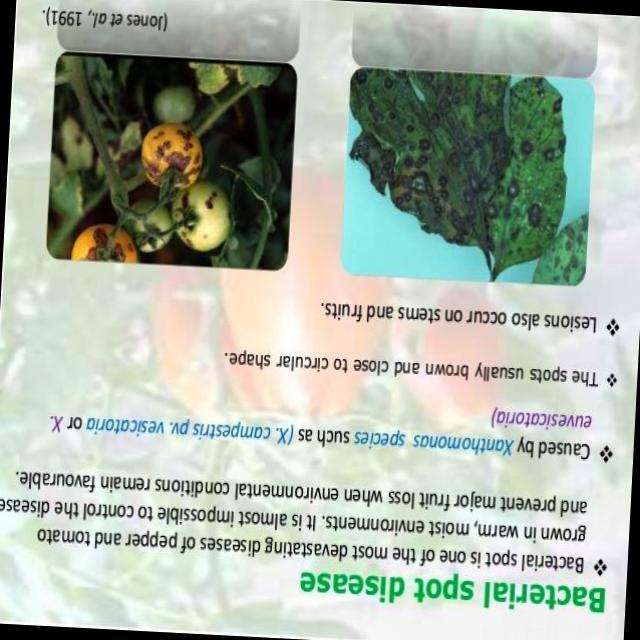 Bacterial spot disease
❖ Bacterial spot is one of the most devastating diseases of pepper and tomato
grown in warm, moist environments. It is almost impossible to control the disease
and prevent major fruit loss when environmental conditions remain favourable.
❖ Caused by Xanthomonas species such as (X. campestris pv. vesicatoria or X.
euvesicatoria)
❖ The spots usually brown and close to circular shape.
❖ Lesions also occur on stems and fruits.
(Jones et al., 1991).